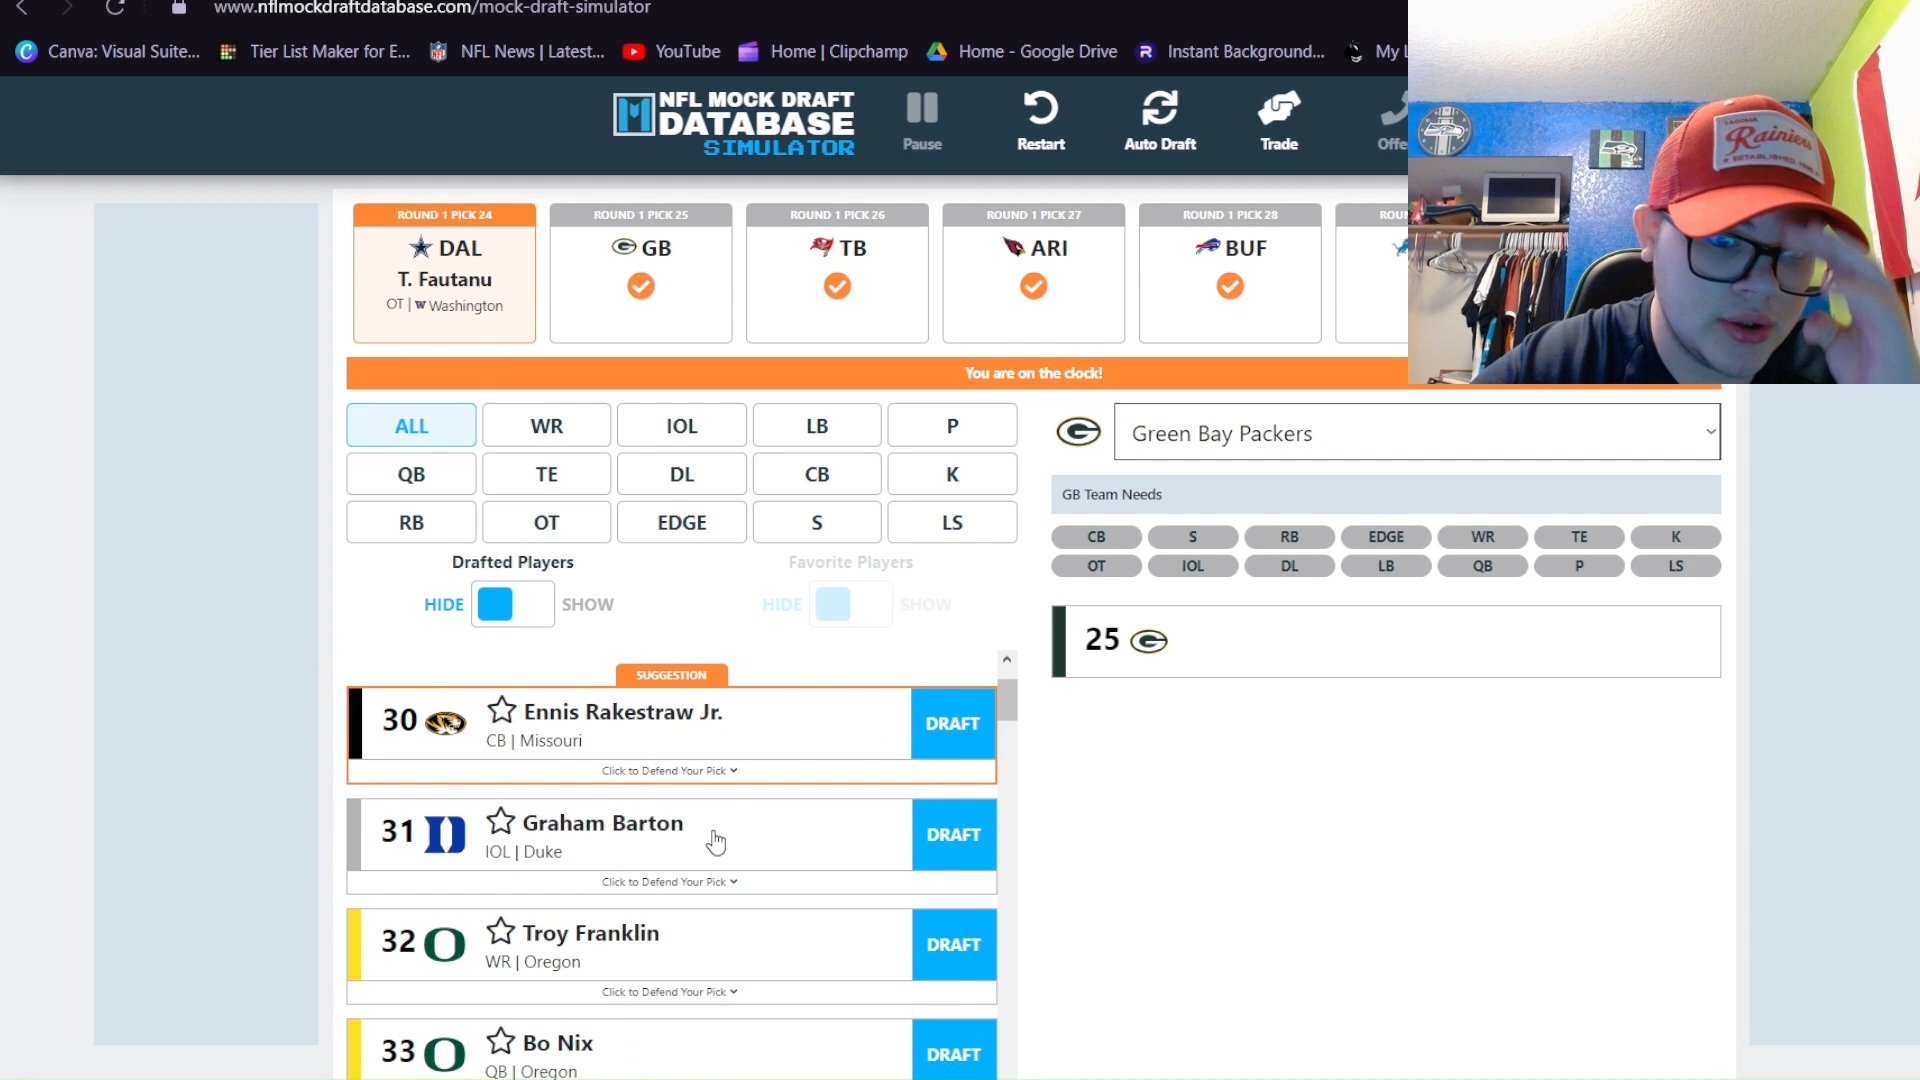 www.nflmockdraftdatabase.com/mock-draft-simulator
Canva: Visual Suite... Tier List Maker for E... NFL News | Latest... YouTube Home | Clipchamp Home - Google Drive Instant Background... My
NFL MOCK DRAFT
DATABASE
SIMULATOR
Pause Restart Auto Draft Trade Offe
TACOMA
Rainiers
ESTABLISHED
ROUND 1 PICK 24 ROUND 1 PICK 25 ROUND 1 PICK 26 ROUND 1 PICK 27 ROUND 1 PICK 28 ROU
DAL GB TB ARI BUF
T. Fautanu
OT | W Washington
You are on the clock!
ALL WR IOL LB P
QB TE DL CB K
RB OT EDGE S LS
Drafted Players Favorite Players
HIDE SHOW HIDE SHOW
Green Bay Packers
GB Team Needs
CB S RB EDGE WR TE K
OT IOL DL LB QB P LS
25 G
SUGGESTION
30 Ennis Rakestraw Jr. DRAFT
CB | Missouri
Click to Defend Your Pick
31 D Graham Barton DRAFT
IOL | Duke
Click to Defend Your Pick
32 O Troy Franklin DRAFT
WR | Oregon
Click to Defend Your Pick
33 O Bo Nix DRAFT
QB | Oregon